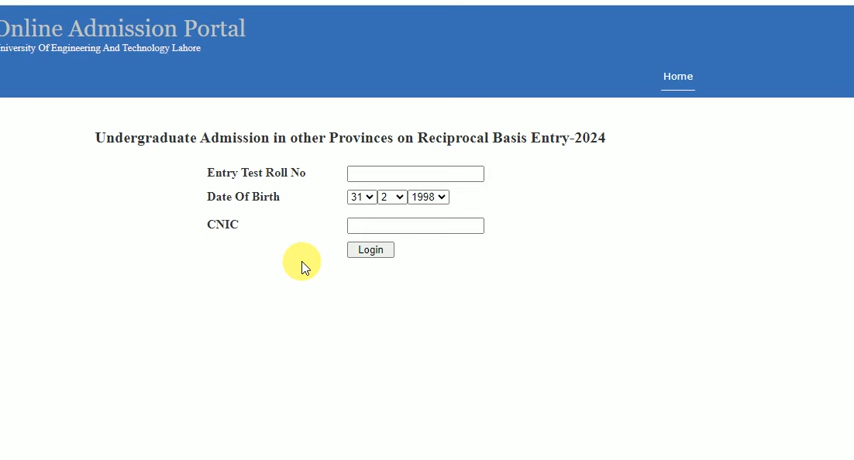 Online Admission Portal
University Of Engineering And Technology Lahore
Home
Undergraduate Admission in other Provinces on Reciprocal Basis Entry-2024
Entry Test Roll No
Date Of Birth 31 2 1998
CNIC
Login